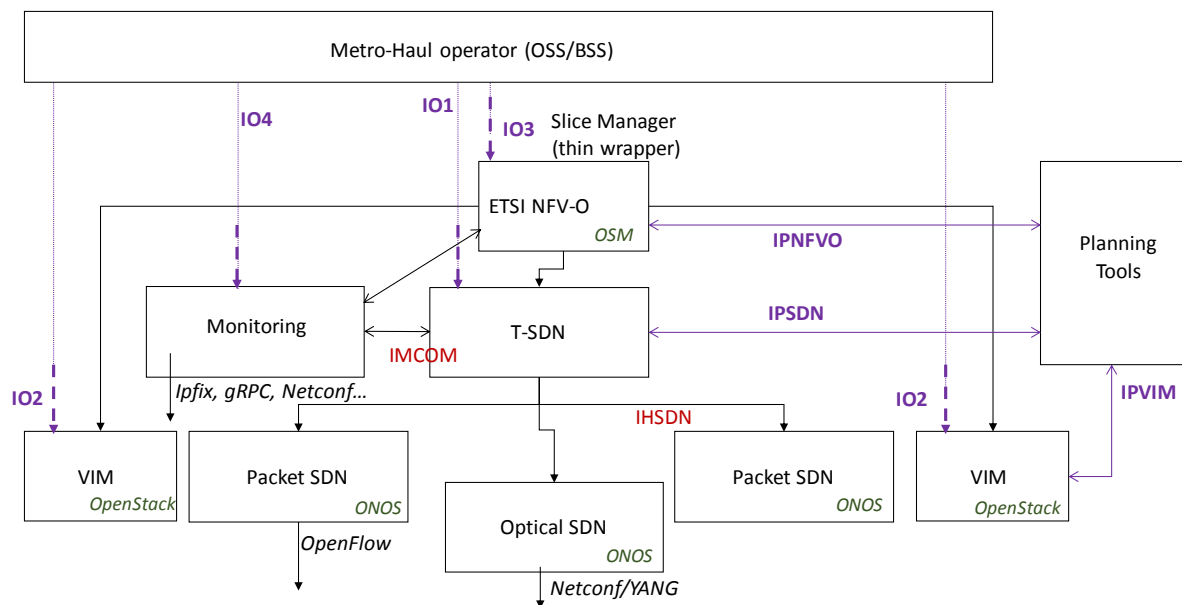 Metro-Haul operator (OSS/BSS)
IO4
IO1
IO3
Slice Manager
(thin wrapper)
ETSI NFV-O
OSM
IPNFVO
Planning
Tools
Monitoring
T-SDN
IPSDN
IMCOM
Ipfix, gRPC, Netconf...
IO2
IHSDN
IO2
IPVIM
VIM
OpenStack
Packet SDN
ONOS
Optical SDN
ONOS
Packet SDN
ONOS
VIM
OpenStack
OpenFlow
Netconf/YANG